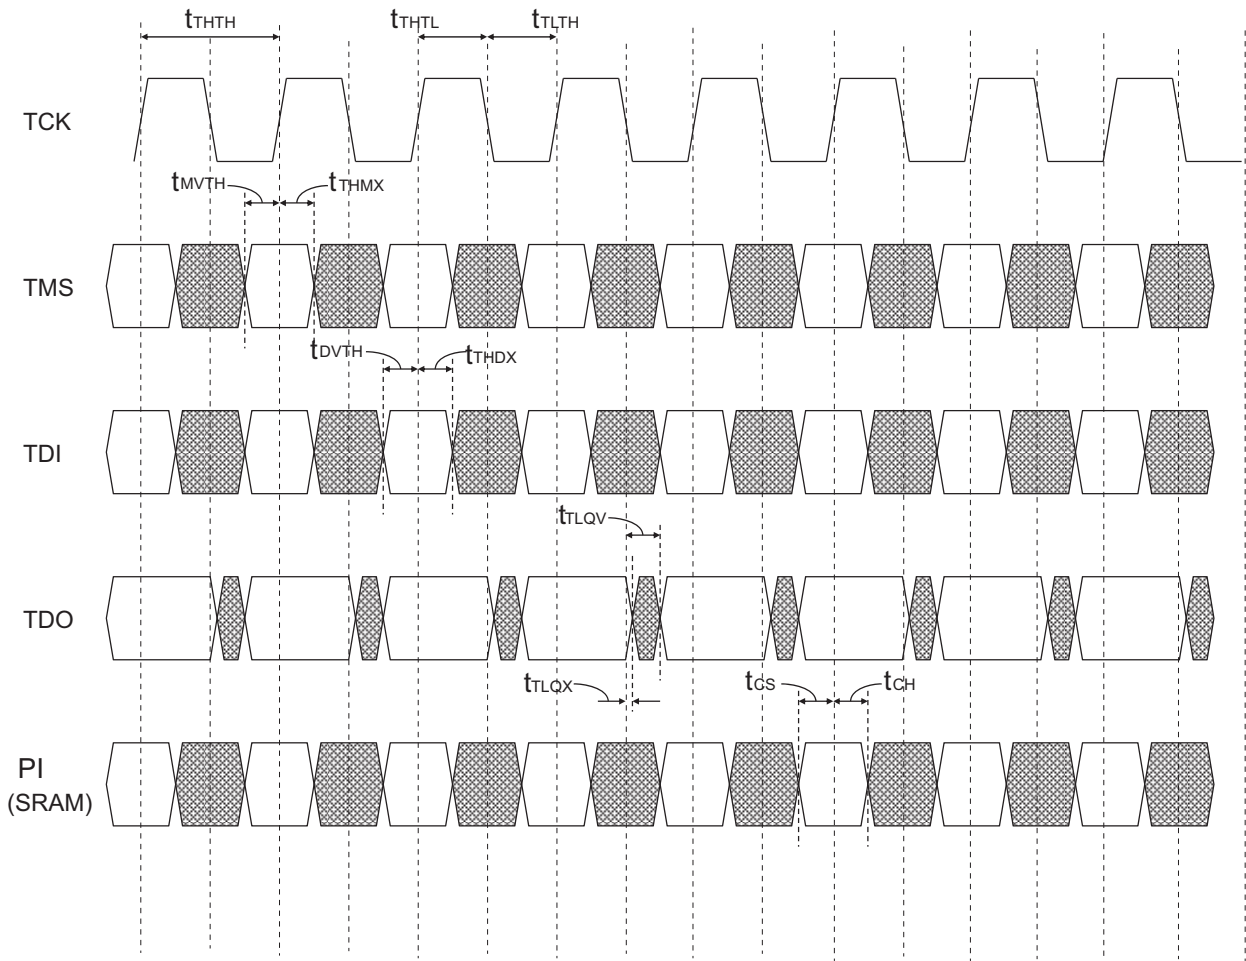 tTHTH tTHTL tTLTH
TCK
tMVTH tTHMX
TMS
tDVTH tTHDX
TDI
tTLQV
TDO
tTLQX tCS tCH
PI
(SRAM)